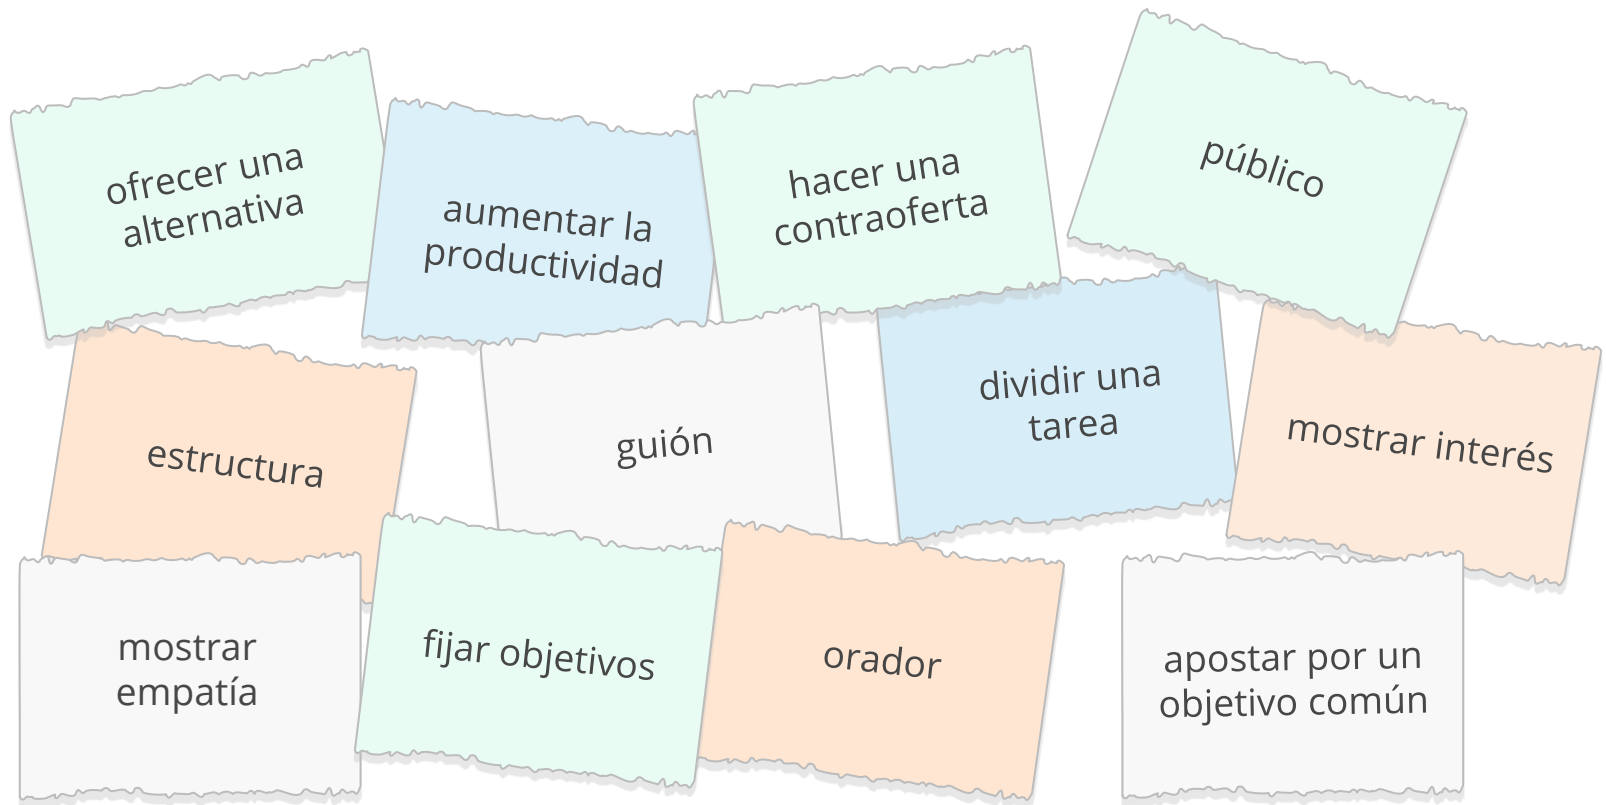 ofrecer una
alternativa
aumentar la
productividad
hacer una
contraoferta
público
estructura
guión
dividir una
tarea
mostrar interés
mostrar
empatía
fijar objetivos
orador
apostar por un
objetivo común